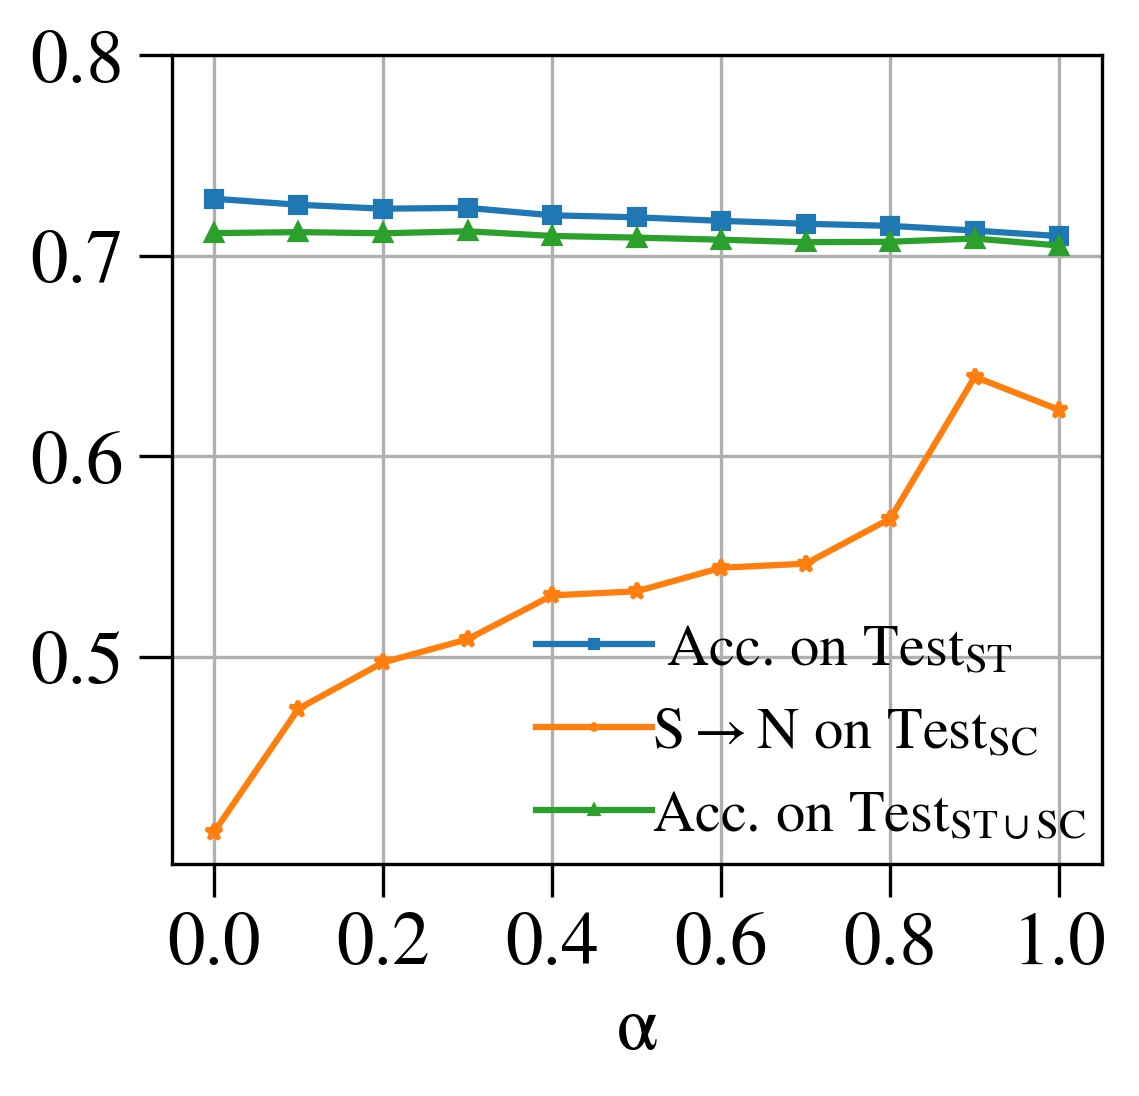 0.8
0.7
0.6
0.5
Acc. on Test_ST
S → N on Test_SC
Acc. on Test_ST∪SC
0.0 0.2 0.4 0.6 0.8 1.0
α